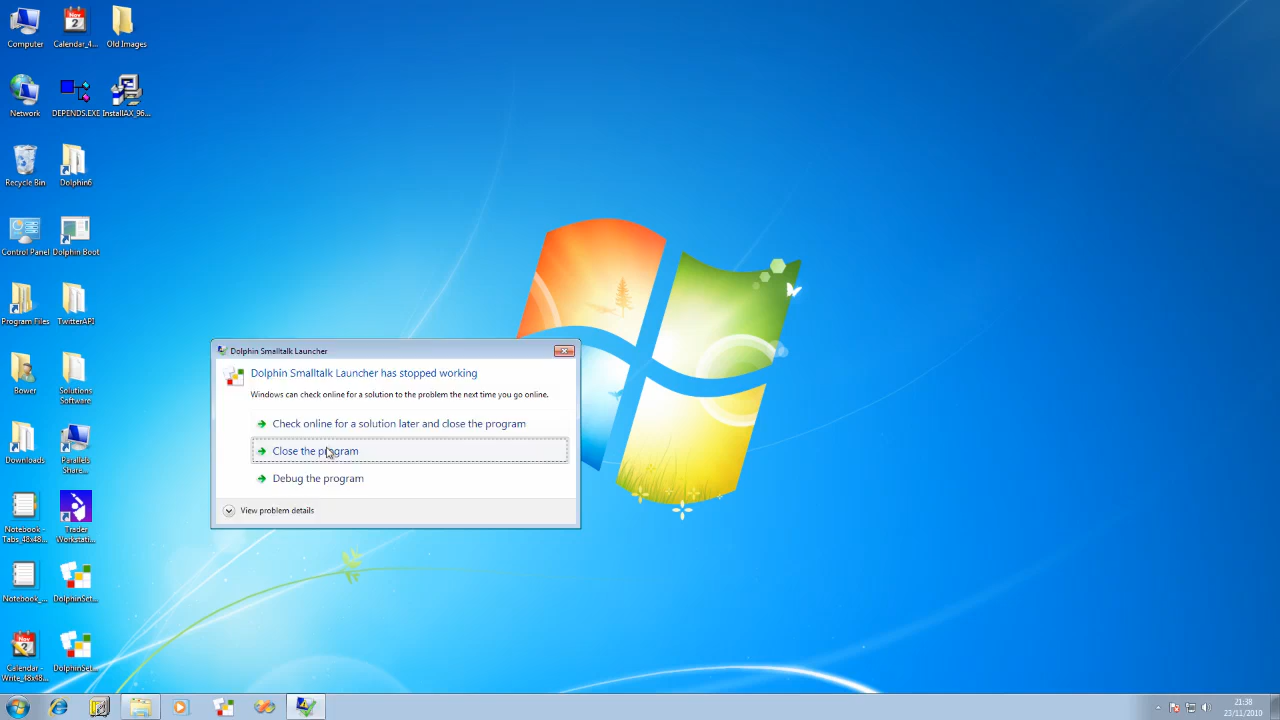 Computer
Calendar_4...
Old Images
Network
DEPENDS.EXE
InstallAX_96...
Recycle Bin
Dolphin6
Control Panel
Dolphin Boot
Program Files
TwitterAPI
Bower
Solutions
Software
Downloads
Parallels
Share...
Notebook -
Tabs_48x48...
Trader
Workstati...
Notebook_...
DolphinSet...
Calendar -
Write_48x48...
DolphinSet...
Dolphin Smalltalk Launcher
Dolphin Smalltalk Launcher has stopped working
Windows can check online for a solution to the problem the next time you go online.
Check online for a solution later and close the program
Close the program
Debug the program
View problem details
21:38
23/11/2010